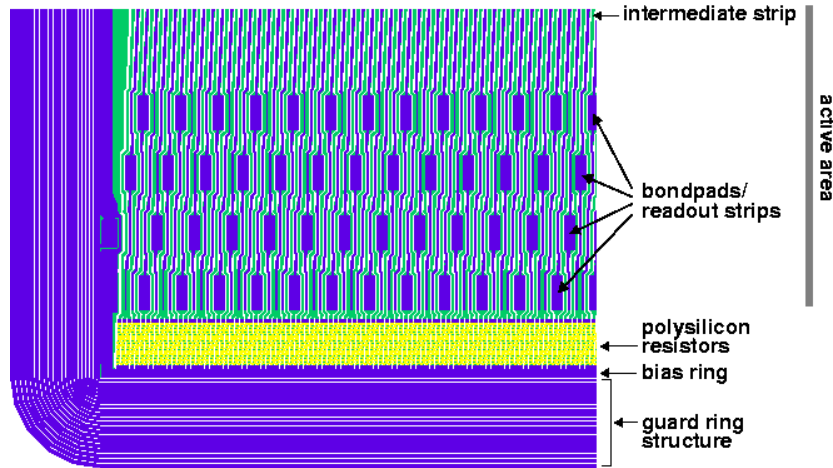 intermediate strip
active area
bondpads/
readout strips
polysilicon
resistors
bias ring
guard ring
structure